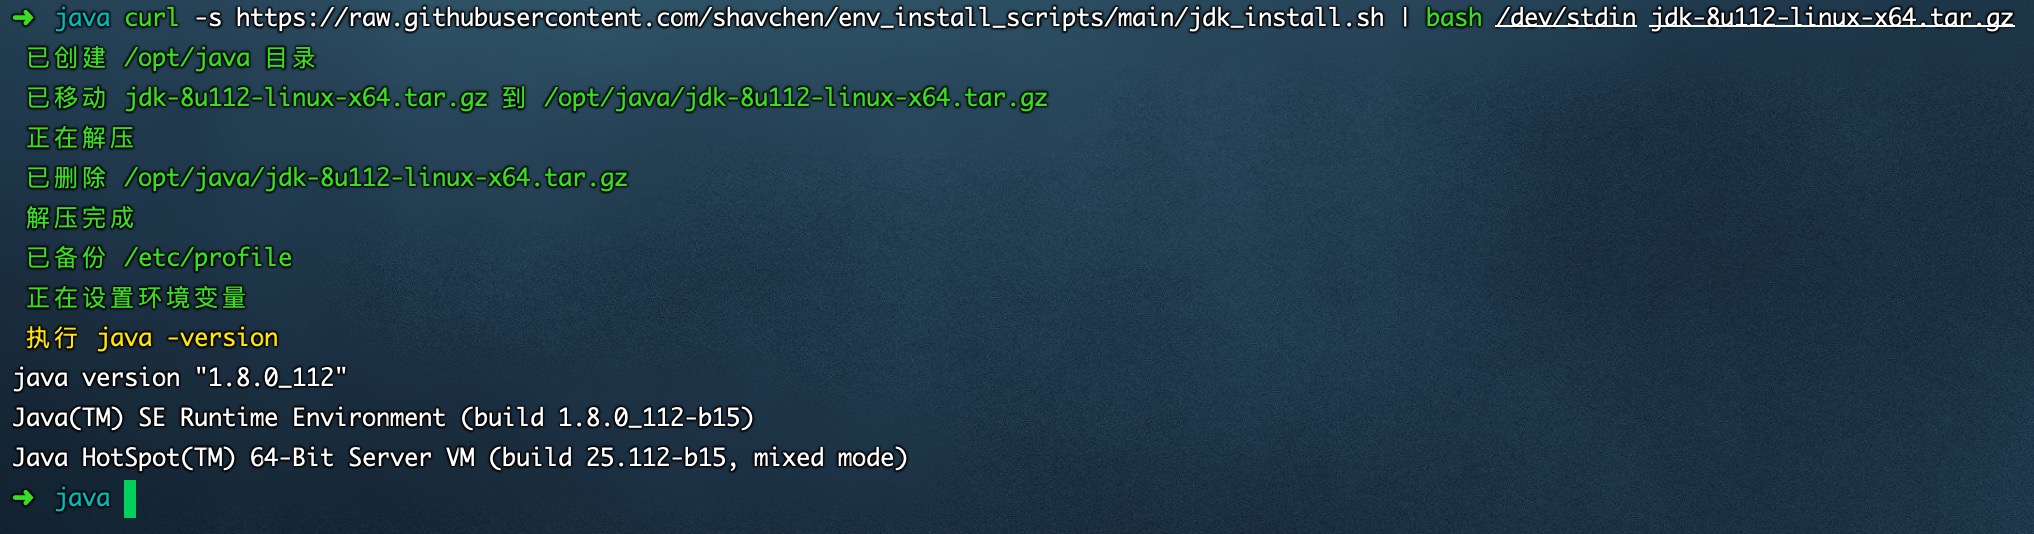 ➜ java curl -s https://raw.githubusercontent.com/shavchen/env_install_scripts/main/jdk_install.sh | bash /dev/stdin jdk-8u112-linux-x64.tar.gz
已创建 /opt/java 目录
已移动 jdk-8u112-linux-x64.tar.gz 到 /opt/java/jdk-8u112-linux-x64.tar.gz
正在解压
已删除 /opt/java/jdk-8u112-linux-x64.tar.gz
解压完成
已备份 /etc/profile
正在设置环境变量
执行 java -version
java version "1.8.0_112"
Java(TM) SE Runtime Environment (build 1.8.0_112-b15)
Java HotSpot(TM) 64-Bit Server VM (build 25.112-b15, mixed mode)
➜ java